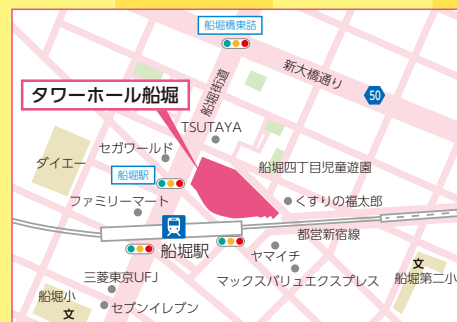 船堀橋東詰
新大橋通り
50
船堀街道
タワーホール船堀
TSUTAYA
セガワールド
ダイエー
船堀駅
船堀四丁目児童遊園
ファミリーマート
くすりの福太郎
都営新宿線
船堀駅
ヤマイチ
三菱東京UFJ
マックスバリュエクスプレス
文
船堀第二小
船堀小
文
セブンイレブン